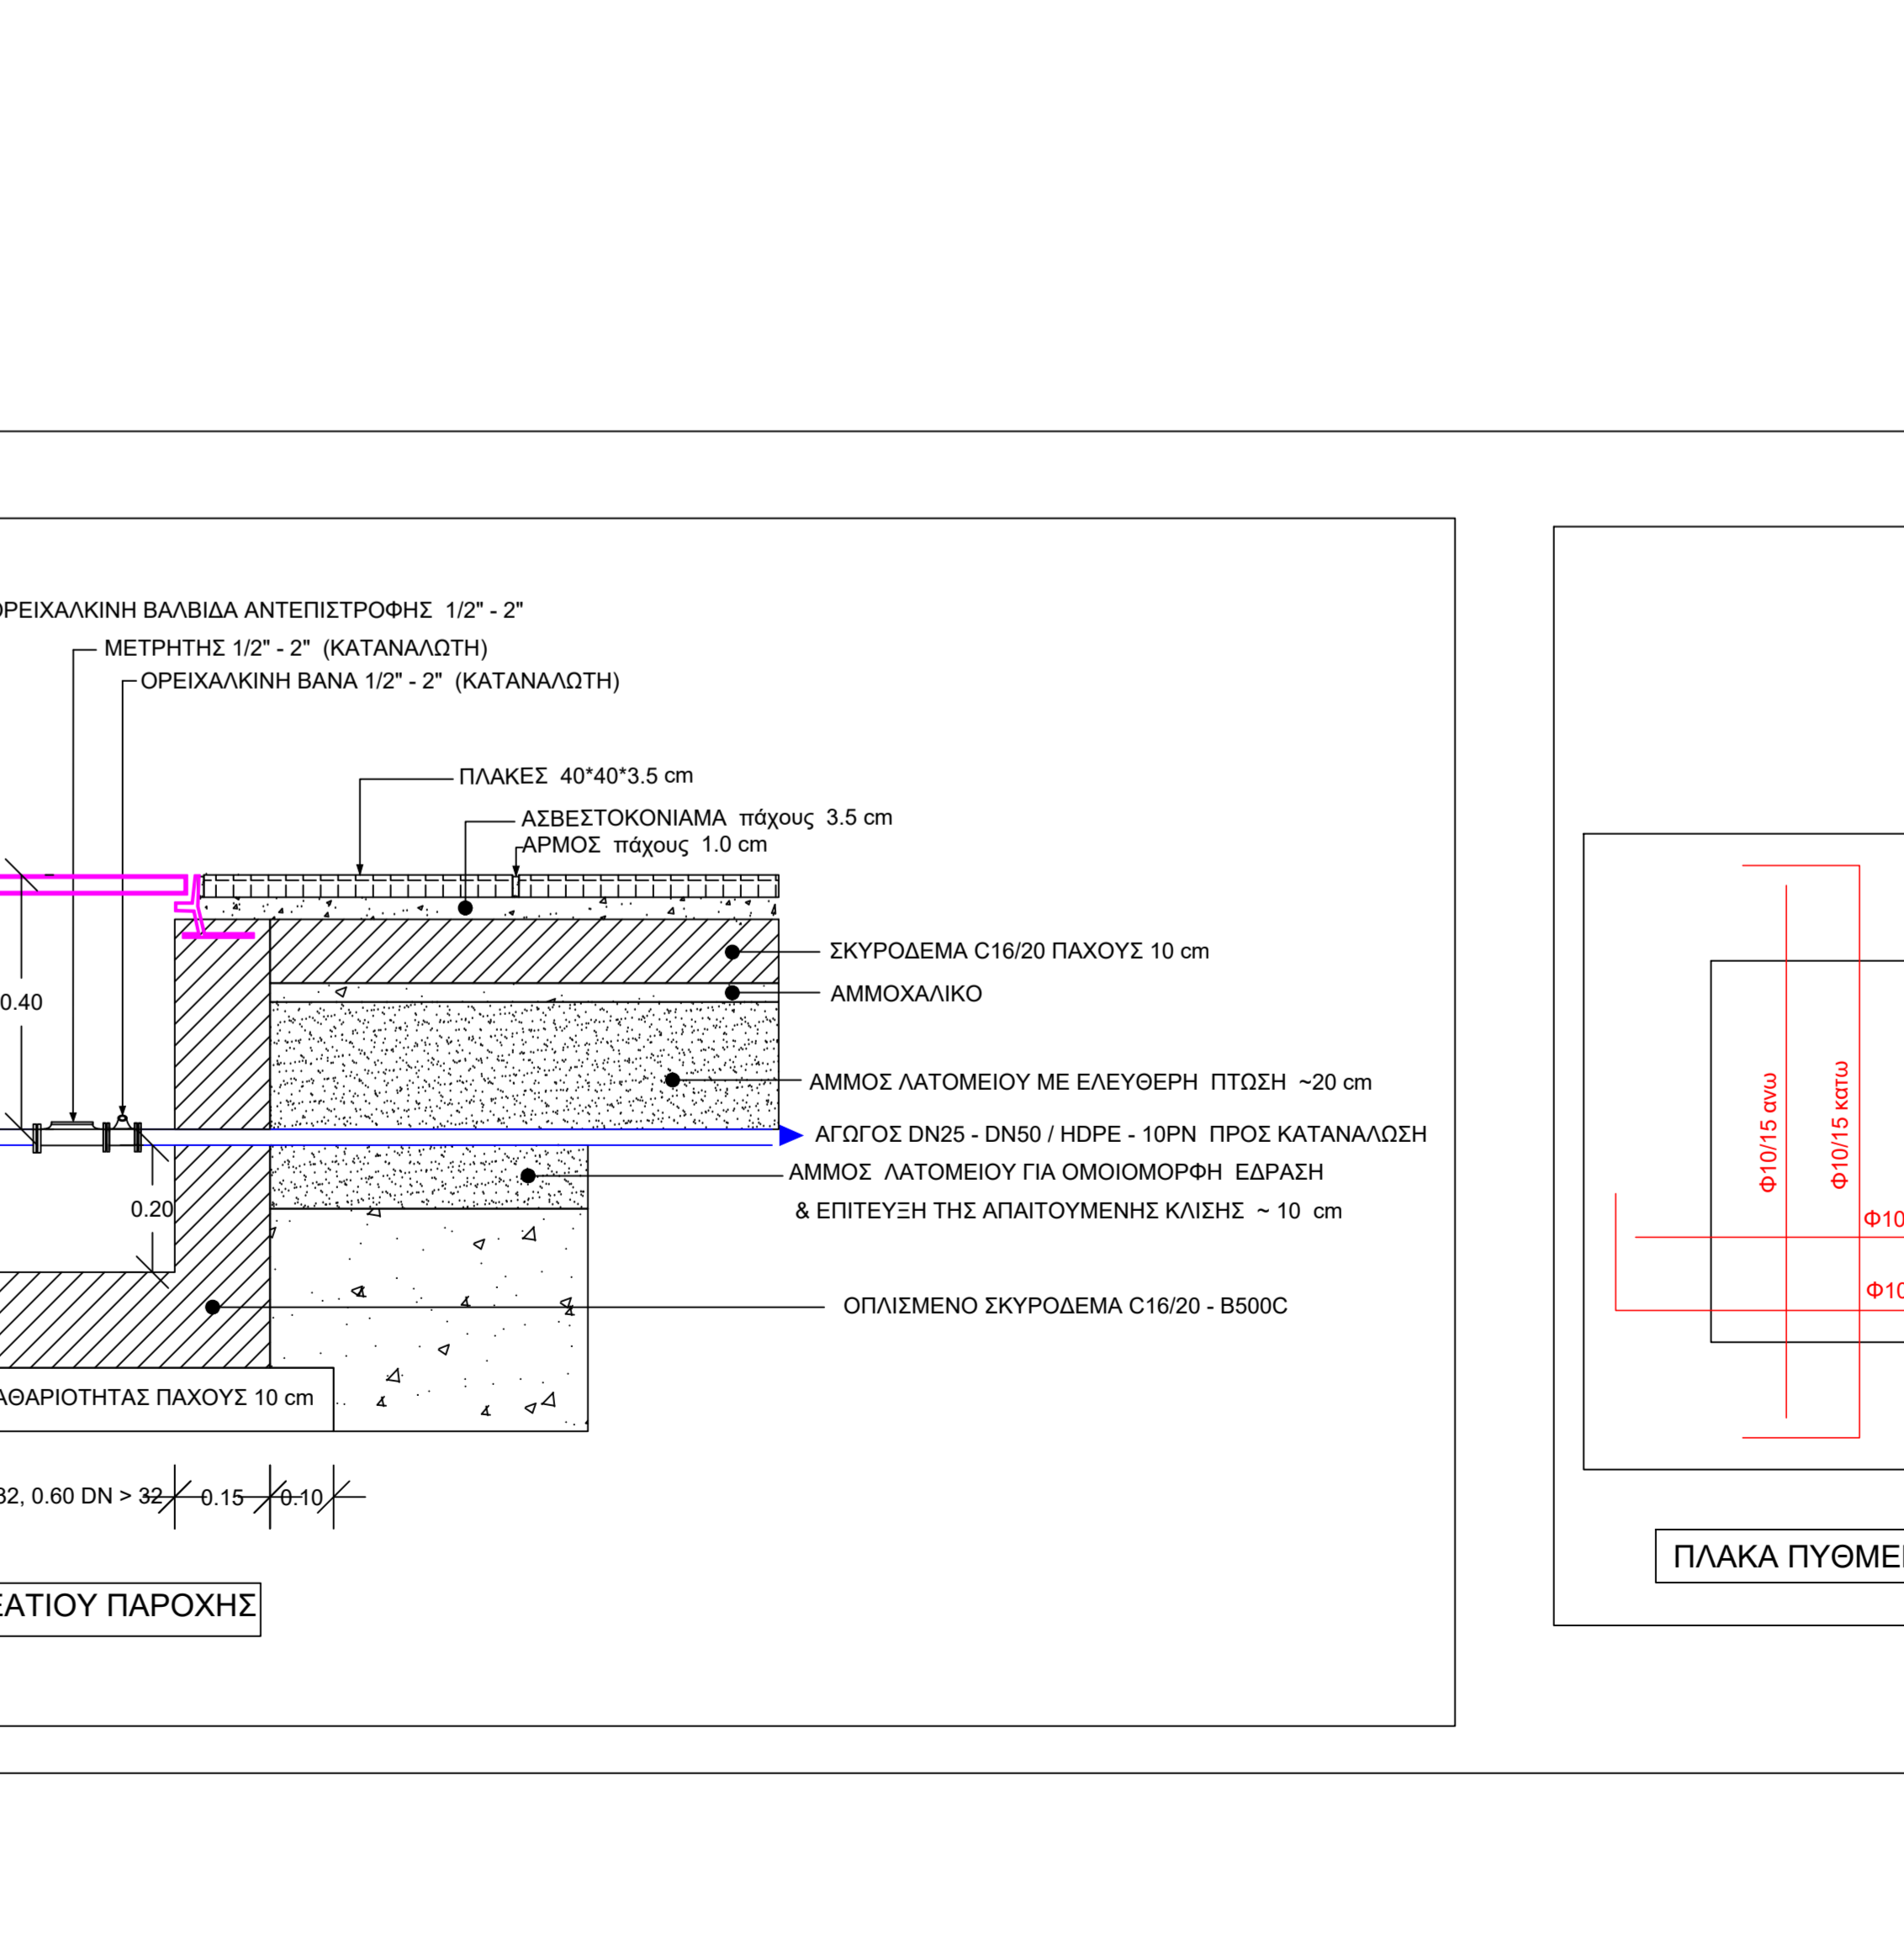 ΟΡΕΙΧΑΛΚΙΝΗ ΒΑΛΒΙΔΑ ΑΝΤΕΠΙΣΤΡΟΦΗΣ 1/2" - 2"
ΜΕΤΡΗΤΗΣ 1/2" - 2" (ΚΑΤΑΝΑΛΩΤΗ)
ΟΡΕΙΧΑΛΚΙΝΗ ΒΑΝΑ 1/2" - 2" (ΚΑΤΑΝΑΛΩΤΗ)
ΠΛΑΚΕΣ 40*40*3.5 cm
ΑΣΒΕΣΤΟΚΟΝΙΑΜΑ πάχους 3.5 cm
ΑΡΜΟΣ πάχους 1.0 cm
ΣΚΥΡΟΔΕΜΑ C16/20 ΠΑΧΟΥΣ 10 cm
ΑΜΜΟΧΑΛΙΚΟ
0.40
ΑΜΜΟΣ ΛΑΤΟΜΕΙΟΥ ΜΕ ΕΛΕΥΘΕΡΗ ΠΤΩΣΗ ~20 cm
ΑΓΩΓΟΣ DN25 - DN50 / HDPE - 10PN ΠΡΟΣ ΚΑΤΑΝΑΛΩΣΗ
ΑΜΜΟΣ ΛΑΤΟΜΕΙΟΥ ΓΙΑ ΟΜΟΙΟΜΟΡΦΗ ΕΔΡΑΣΗ
& ΕΠΙΤΕΥΞΗ ΤΗΣ ΑΠΑΙΤΟΥΜΕΝΗΣ ΚΛΙΣΗΣ ~ 10 cm
0.20
ΟΠΛΙΣΜΕΝΟ ΣΚΥΡΟΔΕΜΑ C16/20 - B500C
ΑΘΑΡΙΟΤΗΤΑΣ ΠΑΧΟΥΣ 10 cm
32, 0.60 DN > 32
0.15
0.10
ΕΑΤΙΟΥ ΠΑΡΟΧΗΣ
Φ10/15 ανω
Φ10/15 κατω
Φ10
Φ10
ΠΛΑΚΑ ΠΥΘΜΕ